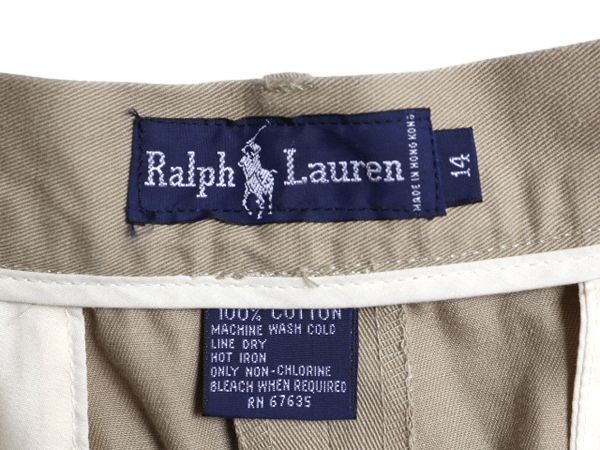 Ralph Lauren
MADE IN HONG KONG
14
100% COTTON
MACHINE WASH COLD
LINE DRY
HOT IRON
ONLY NON-CHLORINE
BLEACH WHEN REQUIRED
RN 67635